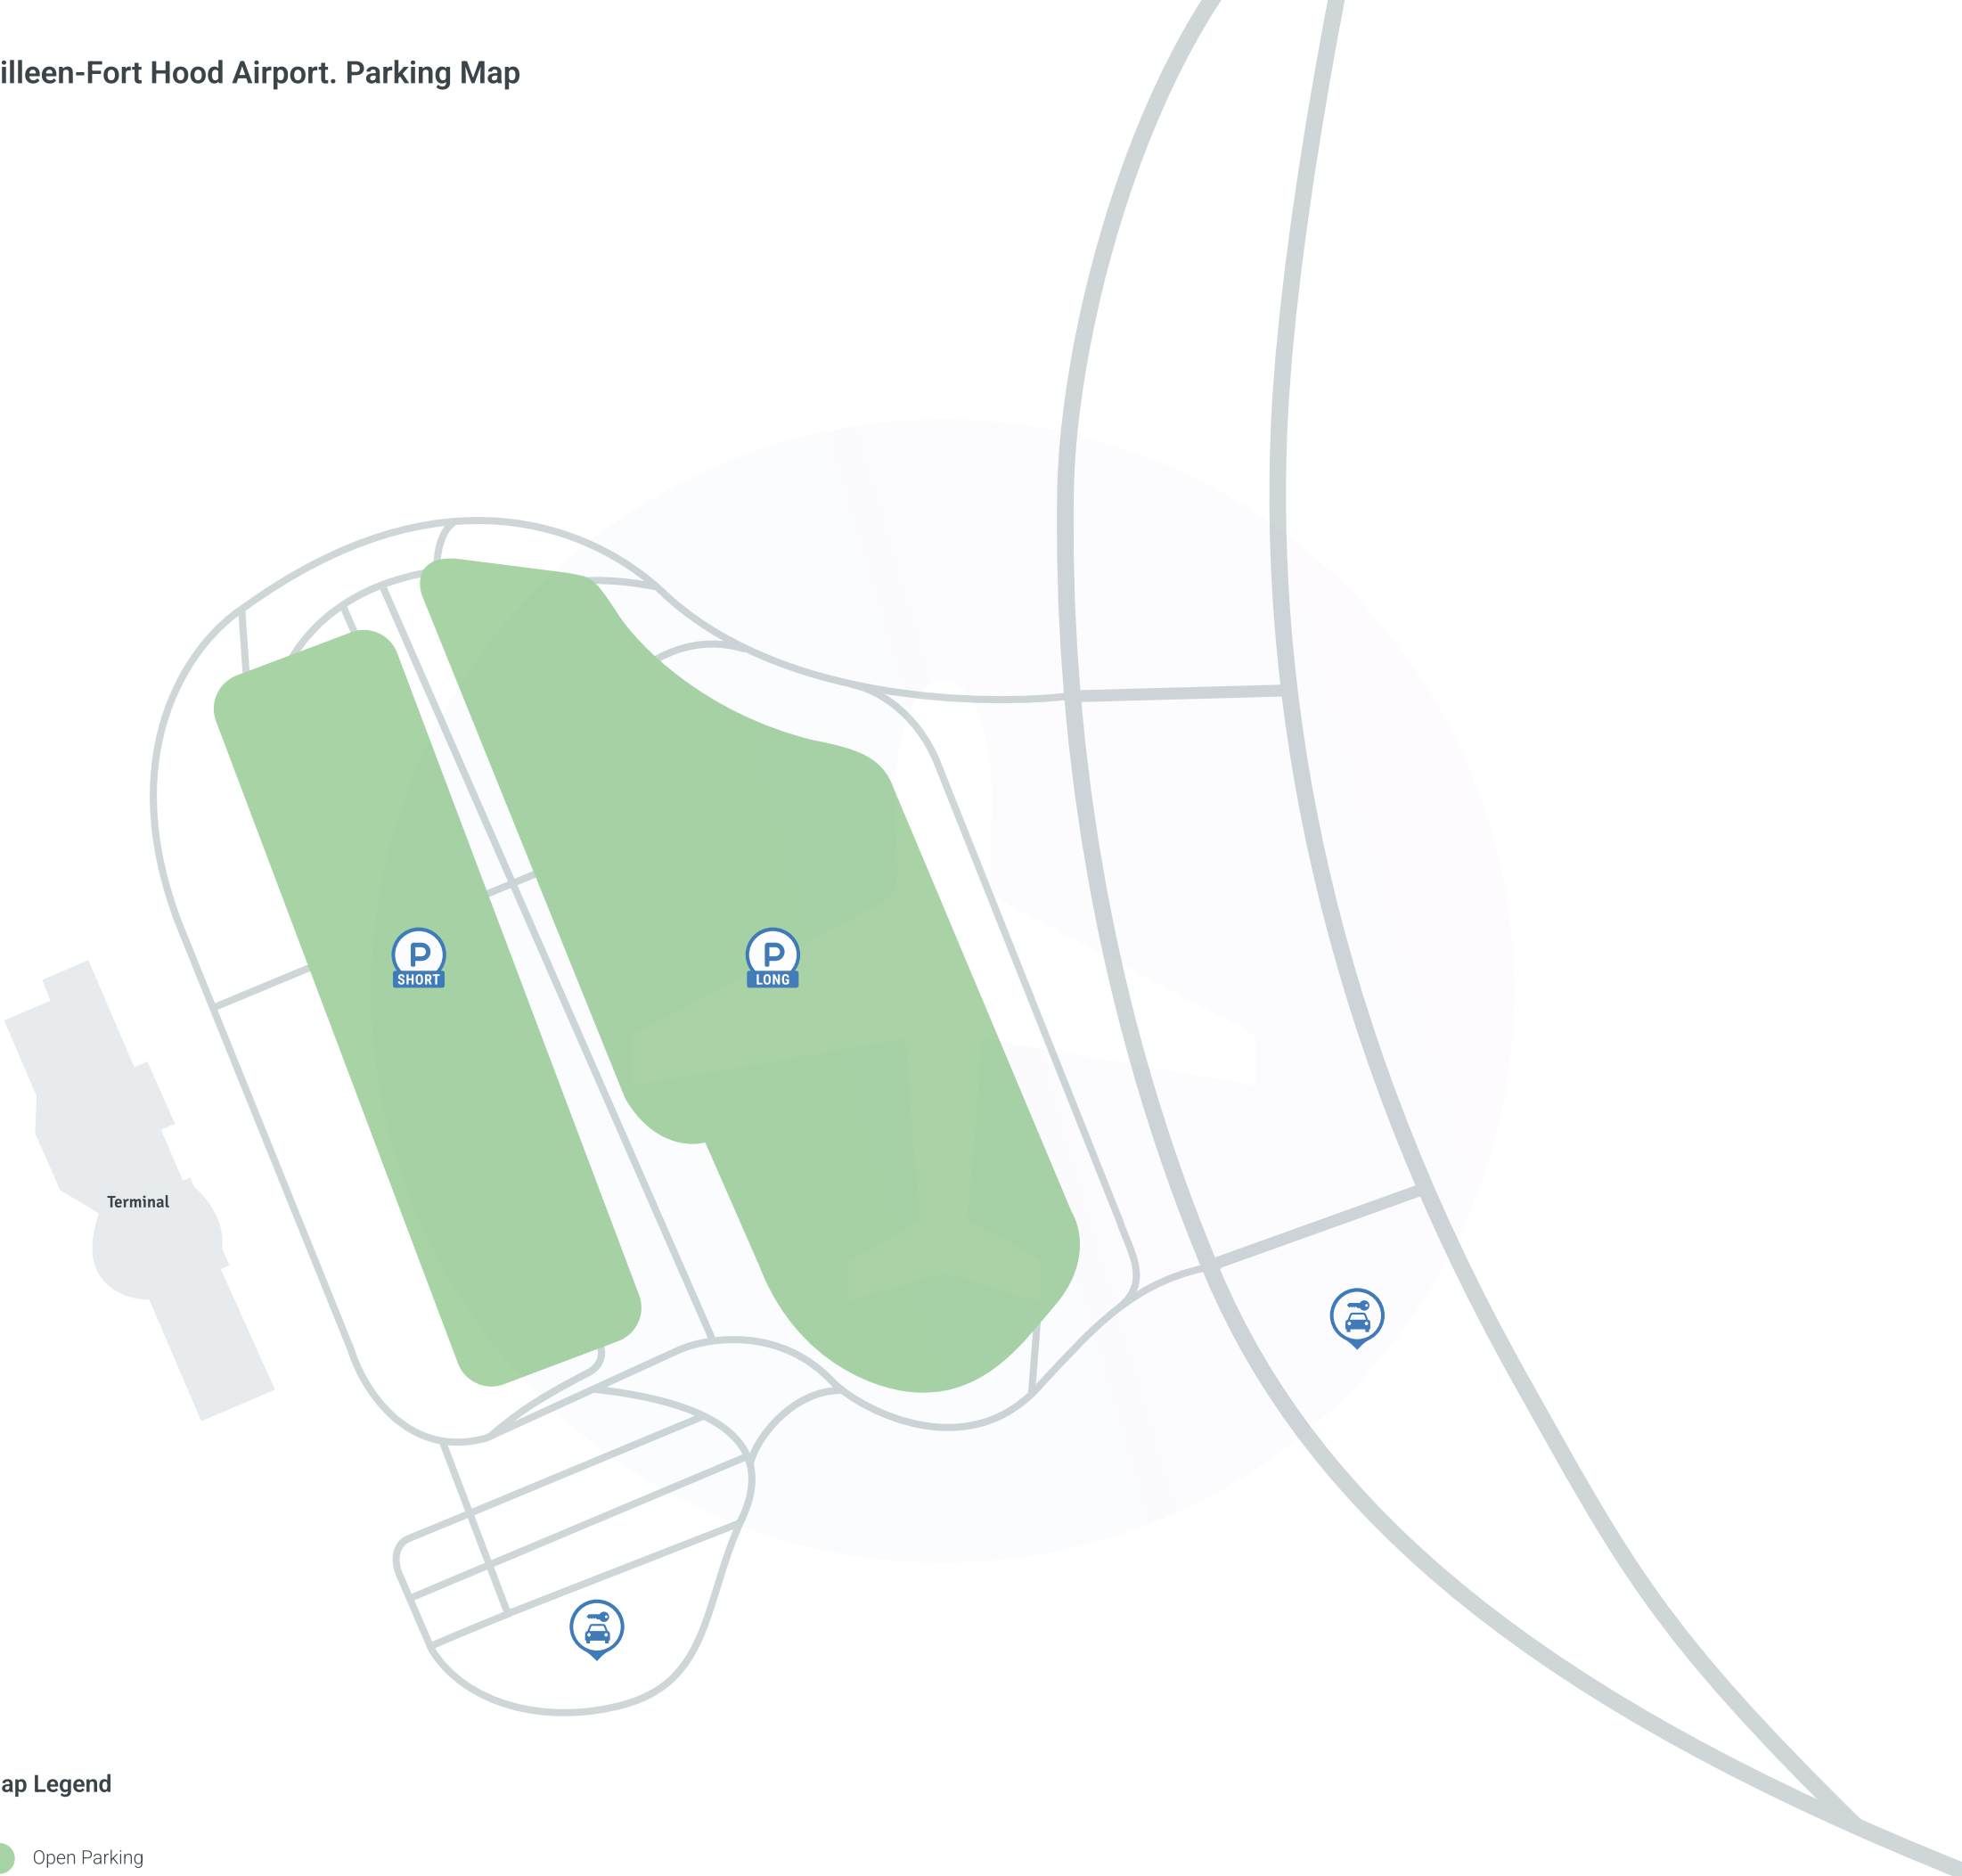 illeen-Fort Hood Airport. Parking Map
P
SHORT
P
LONG
Terminal
ap Legend
Open Parking